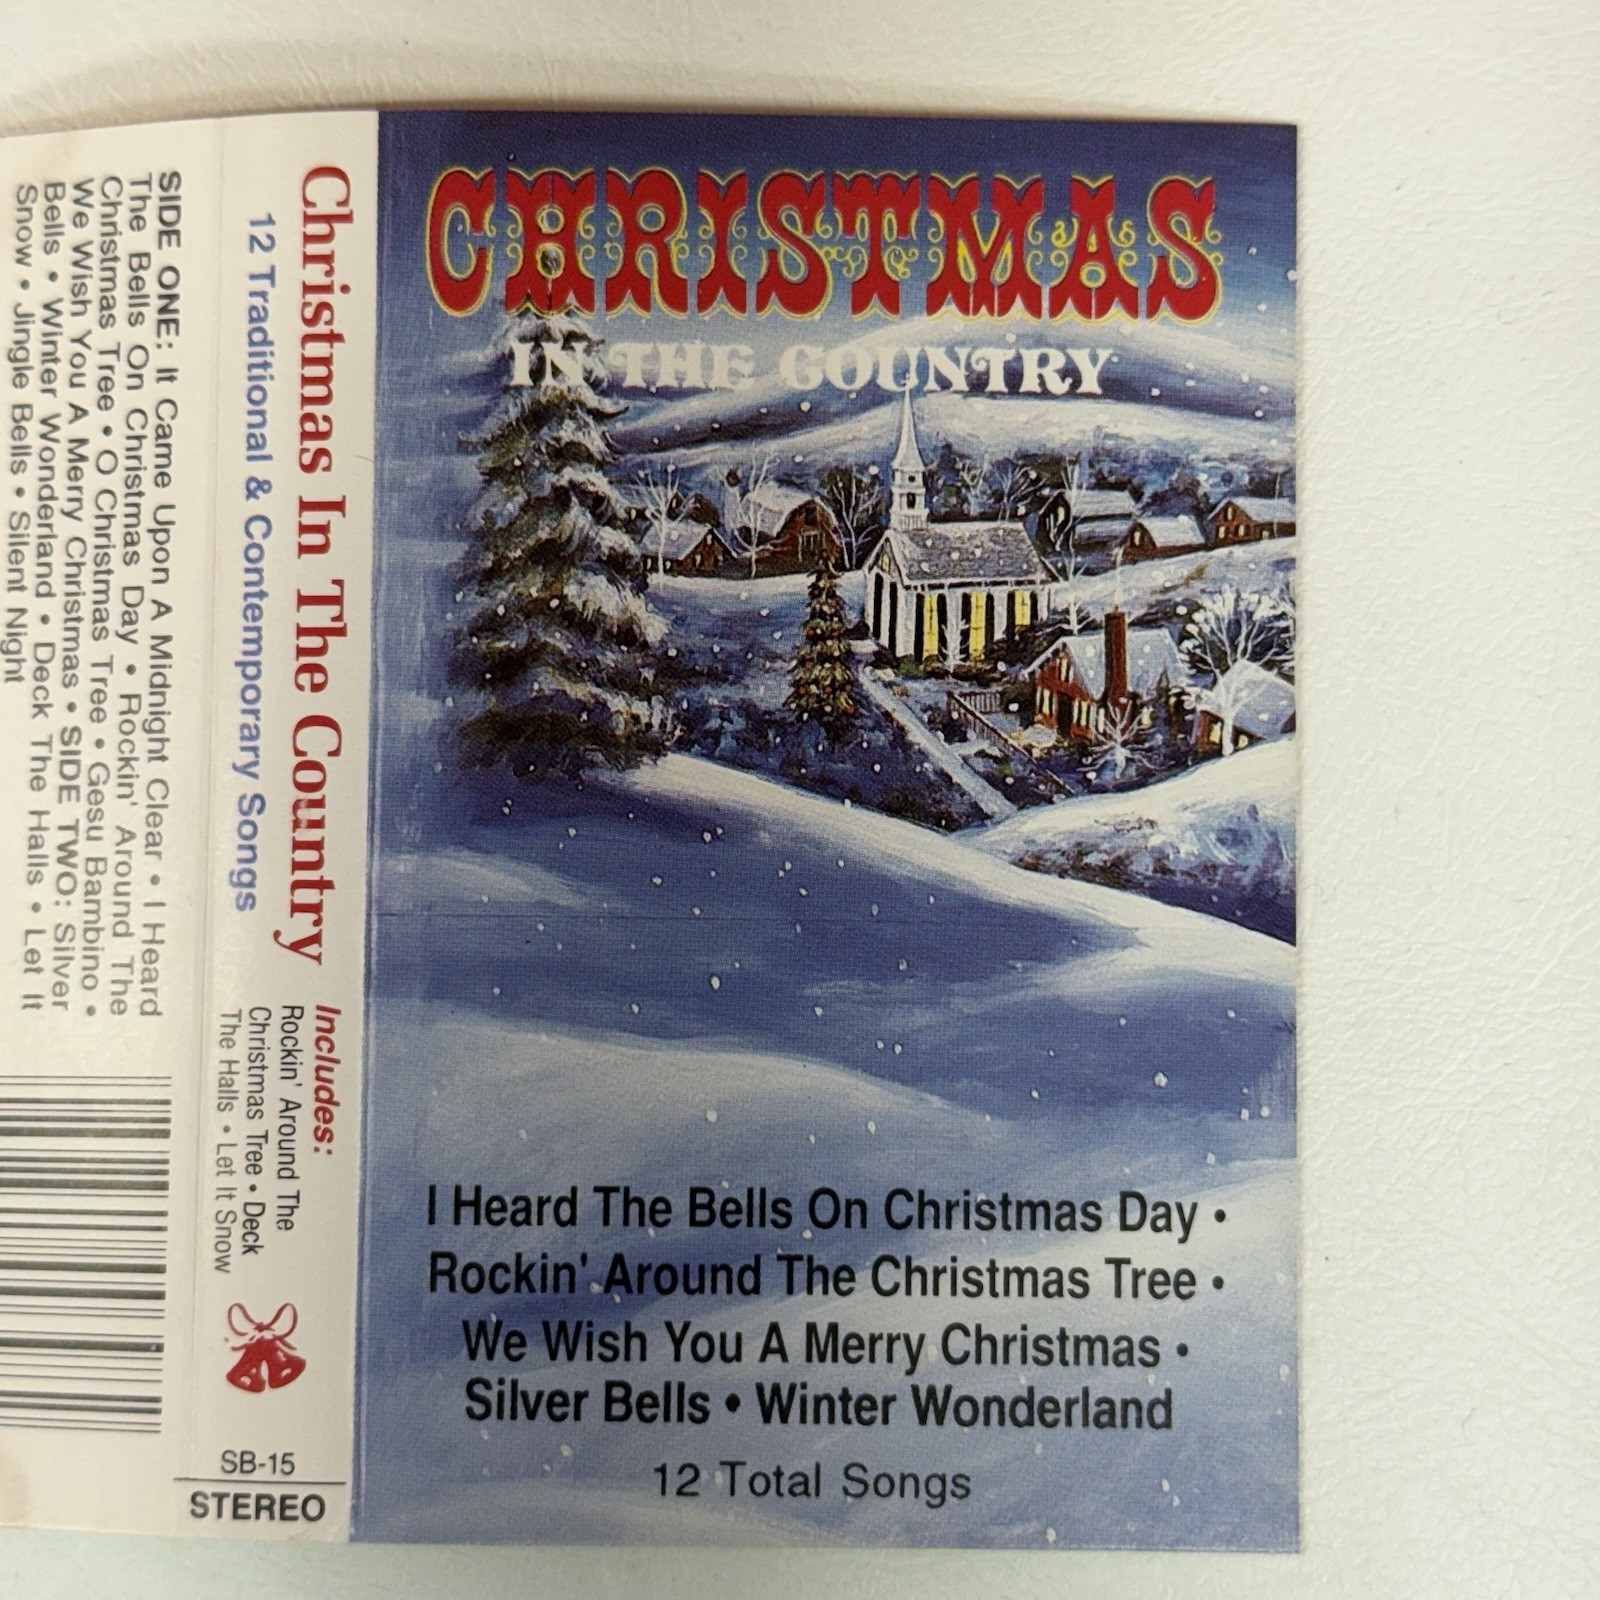 CHRISTMAS
IN THE COUNTRY
I Heard The Bells On Christmas Day •
Rockin' Around The Christmas Tree •
We Wish You A Merry Christmas •
Silver Bells • Winter Wonderland
12 Total Songs
Christmas In The Country
12 Traditional & Contemporary Songs
Includes:
Rockin' Around The
Christmas Tree • Deck
The Halls • Let It Snow
SB-15
STEREO
SIDE ONE: It Came Upon A Midnight Clear • I Heard
The Bells On Christmas Day • Rockin' Around The
Christmas Tree • O Christmas Tree • Gesu Bambino •
We Wish You A Merry Christmas • SIDE TWO: Silver
Bells • Winter Wonderland • Deck The Halls • Let It
Snow • Jingle Bells • Silent Night